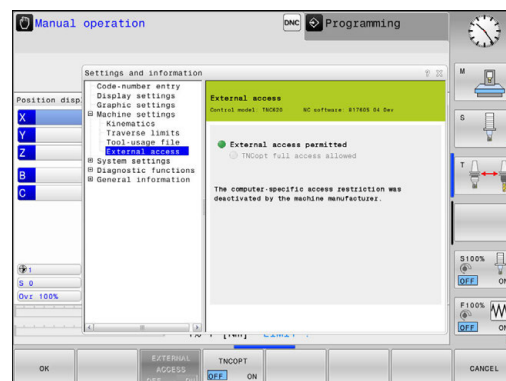 Manual operation
DNC
Programming
Settings and information
Position disp
X
Y
Z
B
C
1
S 0
Ovr 100%
Code-number entry
Display settings
Graphic settings
Machine settings
Kinematics
Traverse limits
Tool-usage file
External access
System settings
Diagnostic functions
General information
External access
Control model: TNC620 NC software: 817605 04 Dev
External access permitted
TNCopt full access allowed
The computer-specific access restriction was
deactivated by the machine manufacturer.
M
S
T
S100%
OFF ON
F100%
OFF ON
OK
EXTERNAL
ACCESS
OFF ON
TNCOPT
OFF ON
CANCEL